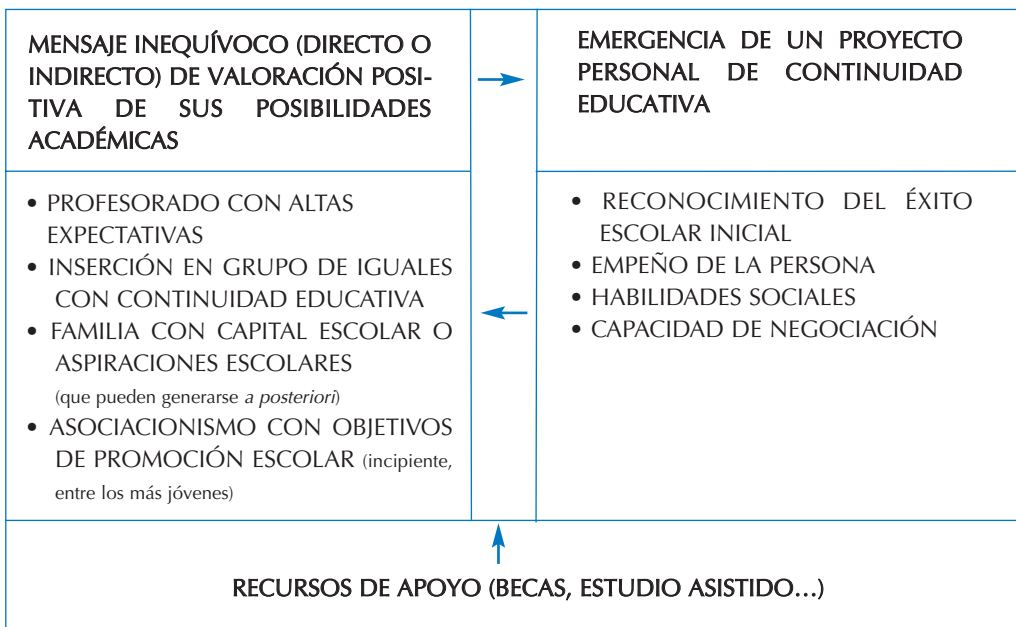 MENSAJE INEQUÍVOCO (DIRECTO O
INDIRECTO) DE VALORACIÓN POSI-
TIVA DE SUS POSIBILIDADES
ACADÉMICAS
EMERGENCIA DE UN PROYECTO
PERSONAL DE CONTINUIDAD
EDUCATIVA
• PROFESORADO CON ALTAS
EXPECTATIVAS
• INSERCIÓN EN GRUPO DE IGUALES
CON CONTINUIDAD EDUCATIVA
• FAMILIA CON CAPITAL ESCOLAR O
ASPIRACIONES ESCOLARES
(que pueden generarse a posteriori)
• ASOCIACIONISMO CON OBJETIVOS
DE PROMOCIÓN ESCOLAR (incipiente,
entre los más jóvenes)
• RECONOCIMIENTO DEL ÉXITO
ESCOLAR INICIAL
• EMPEÑO DE LA PERSONA
• HABILIDADES SOCIALES
• CAPACIDAD DE NEGOCIACIÓN
RECURSOS DE APOYO (BECAS, ESTUDIO ASISTIDO...)